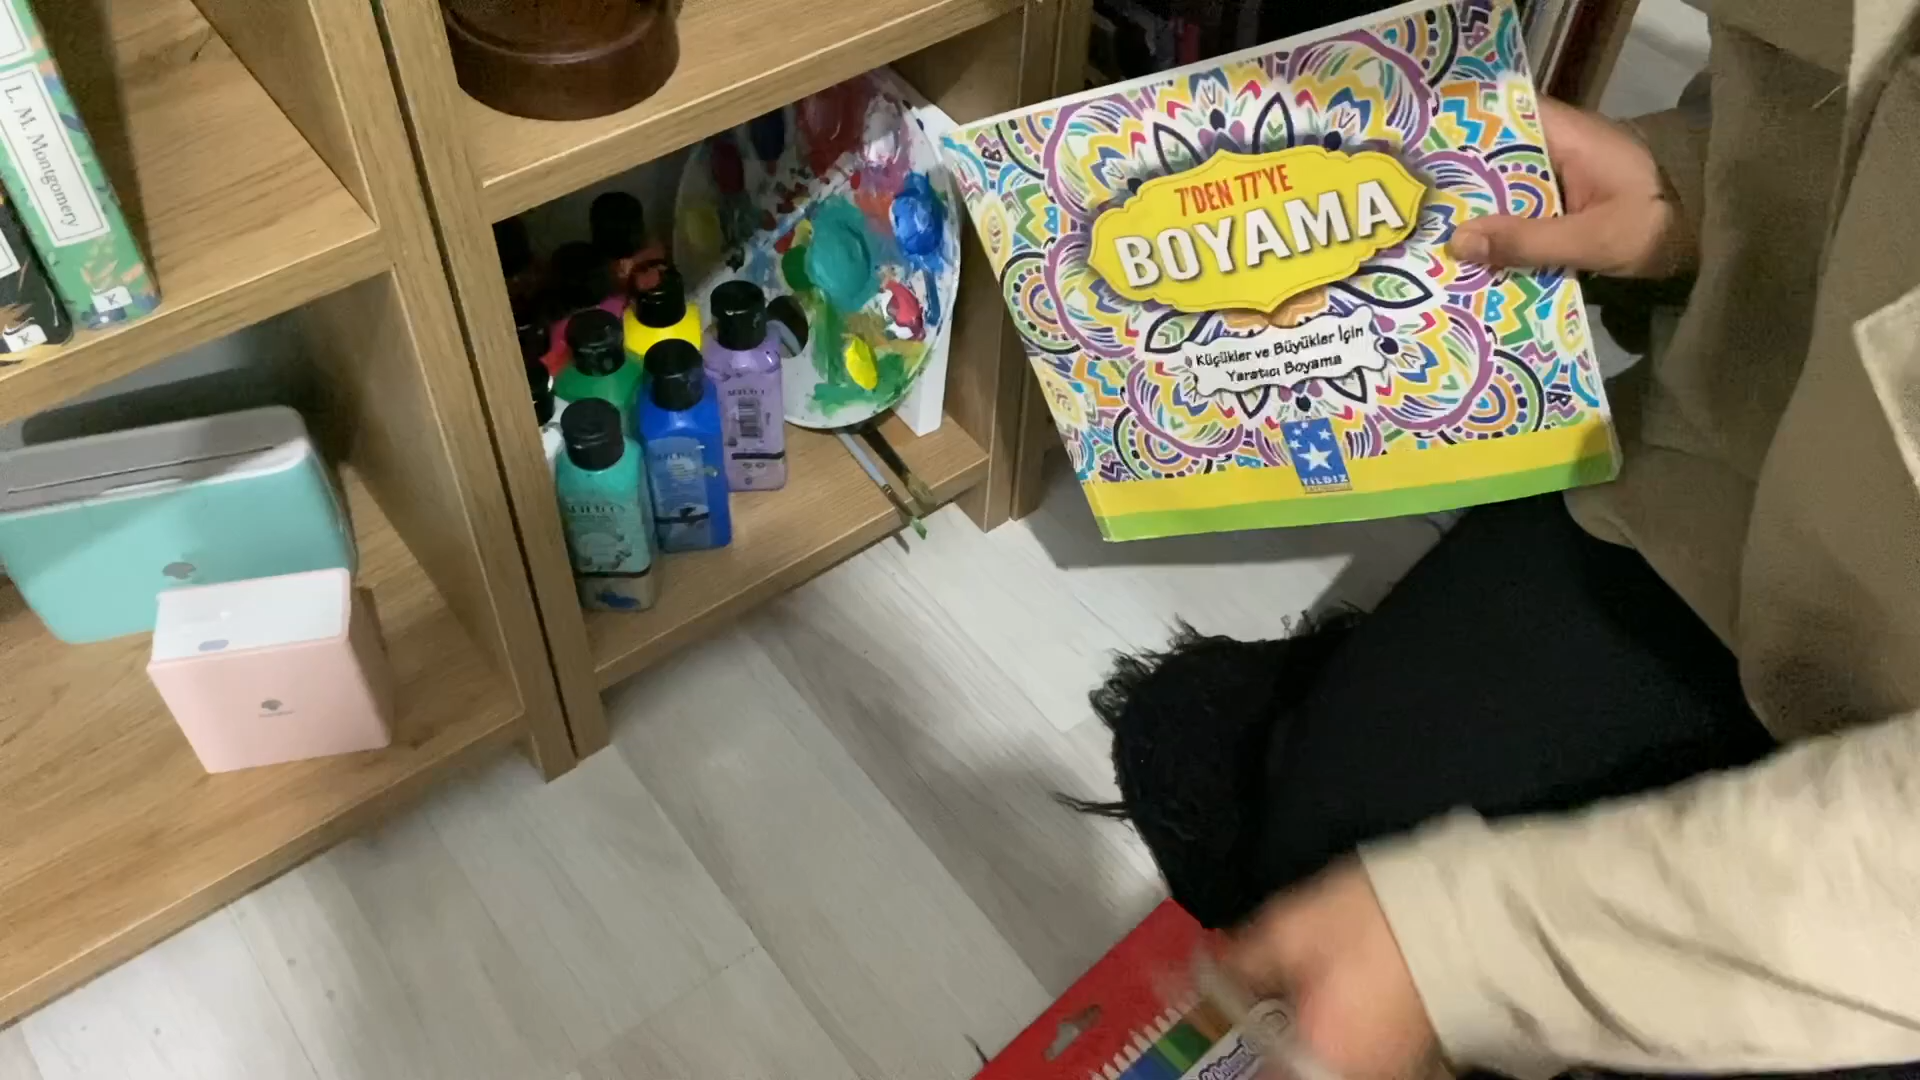 L. M. Montgomery
K
K
7'DEN 77'YE
BOYAMA
Küçükler ve Büyükler İçin
Yaratıcı Boyama
YILDIZ